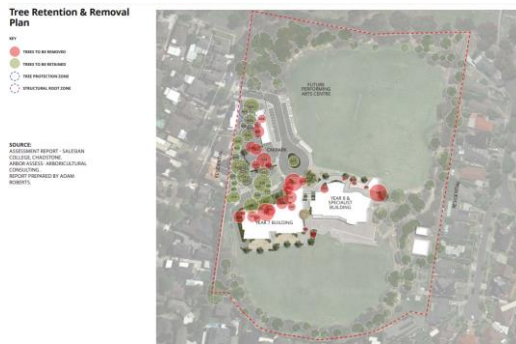 Tree Retention & Removal
Plan
KEY
TREES TO BE REMOVED
TREES TO BE RETAINED
TREE PROTECTION ZONE
STRUCTURAL ROOT ZONE
SOURCE:
ASSESSMENT REPORT - SALESIAN
COLLEGE, CHADSTONE.
ARBOR ASSESS- ARBORICULTURAL
CONSULTING.
REPORT PREPARED BY ADAM
ROBERTS.
FUTURE
PERFORMING
ARTS CENTRE
CARPARK
YEAR 8 &
SPECIALIST
BUILDING
YEAR 7 BUILDING